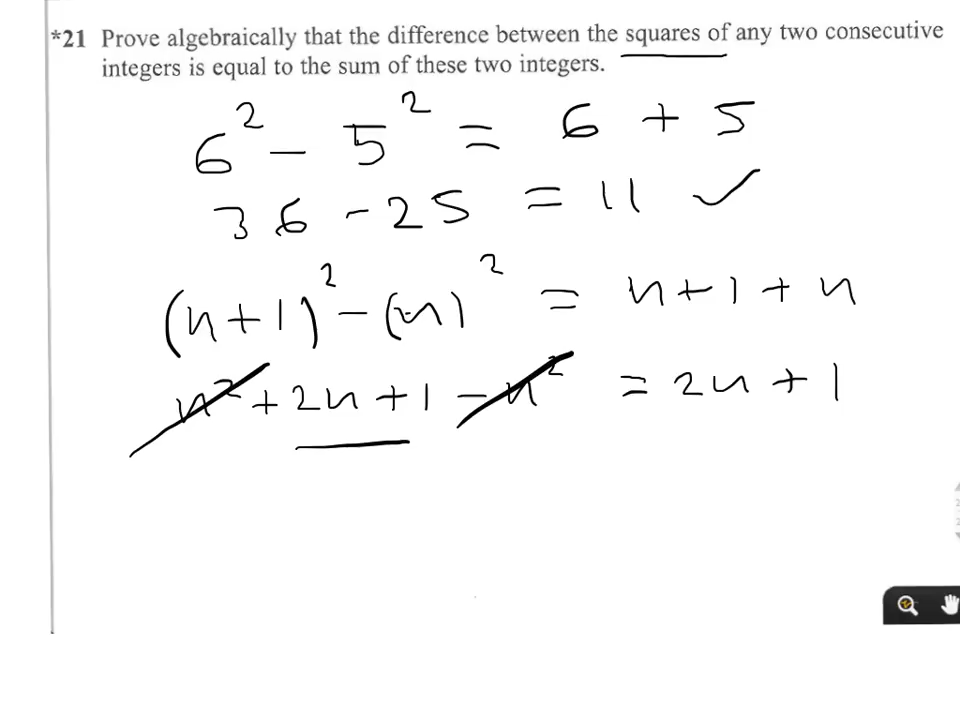 *21 Prove algebraically that the difference between the squares of any two consecutive
integers is equal to the sum of these two integers.
6² - 5² = 6 + 5
36 - 25 = 11 ✓
(n+1)² - (n)² = n+1+n
n² + 2n + 1 - n² = 2n + 1